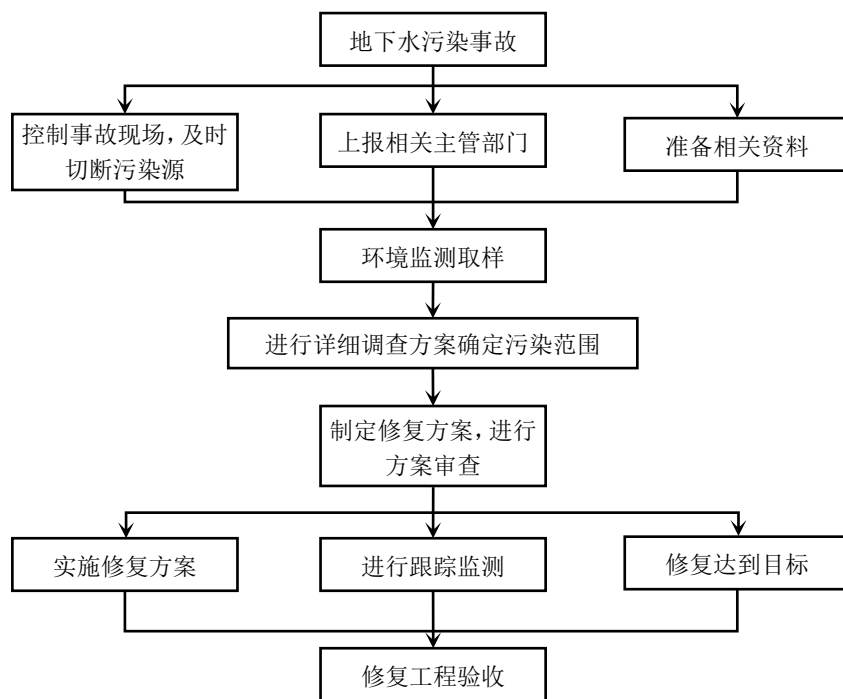 地下水污染事故
控制事故现场，及时
切断污染源
上报相关主管部门
准备相关资料
环境监测取样
进行详细调查方案确定污染范围
制定修复方案，进行
方案审查
实施修复方案
进行跟踪监测
修复达到目标
修复工程验收